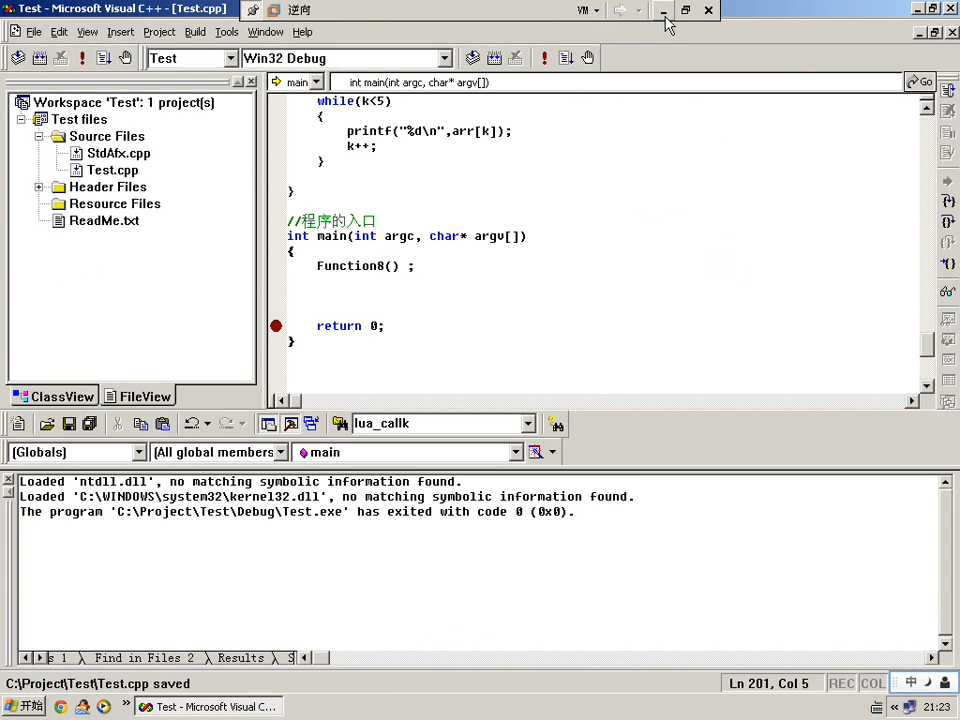 Test - Microsoft Visual C++ - [Test.cpp]
逆向
VM
File Edit View Insert Project Build Tools Window Help
Test
Win32 Debug
main
int main(int argc, char* argv[])
Go
Workspace 'Test': 1 project(s)
Test files
Source Files
StdAfx.cpp
Test.cpp
Header Files
Resource Files
ReadMe.txt
ClassView
FileView
while(k<5)
{
printf("%d\n",arr[k]);
k++;
}
}
//程序的入口
int main(int argc, char* argv[])
{
Function8() ;
return 0;
}
lua_callk
(Globals)
(All global members
main
Loaded 'ntdll.dll', no matching symbolic information found.
Loaded 'C:\WINDOWS\system32\kernel32.dll', no matching symbolic information found.
The program 'C:\Project\Test\Debug\Test.exe' has exited with code 0 (0x0).
s 1
Find in Files 2
Results
S
C:\Project\Test\Test.cpp saved
Ln 201, Col 5
REC COL
中
开始
Test - Microsoft Visual C...
21:23